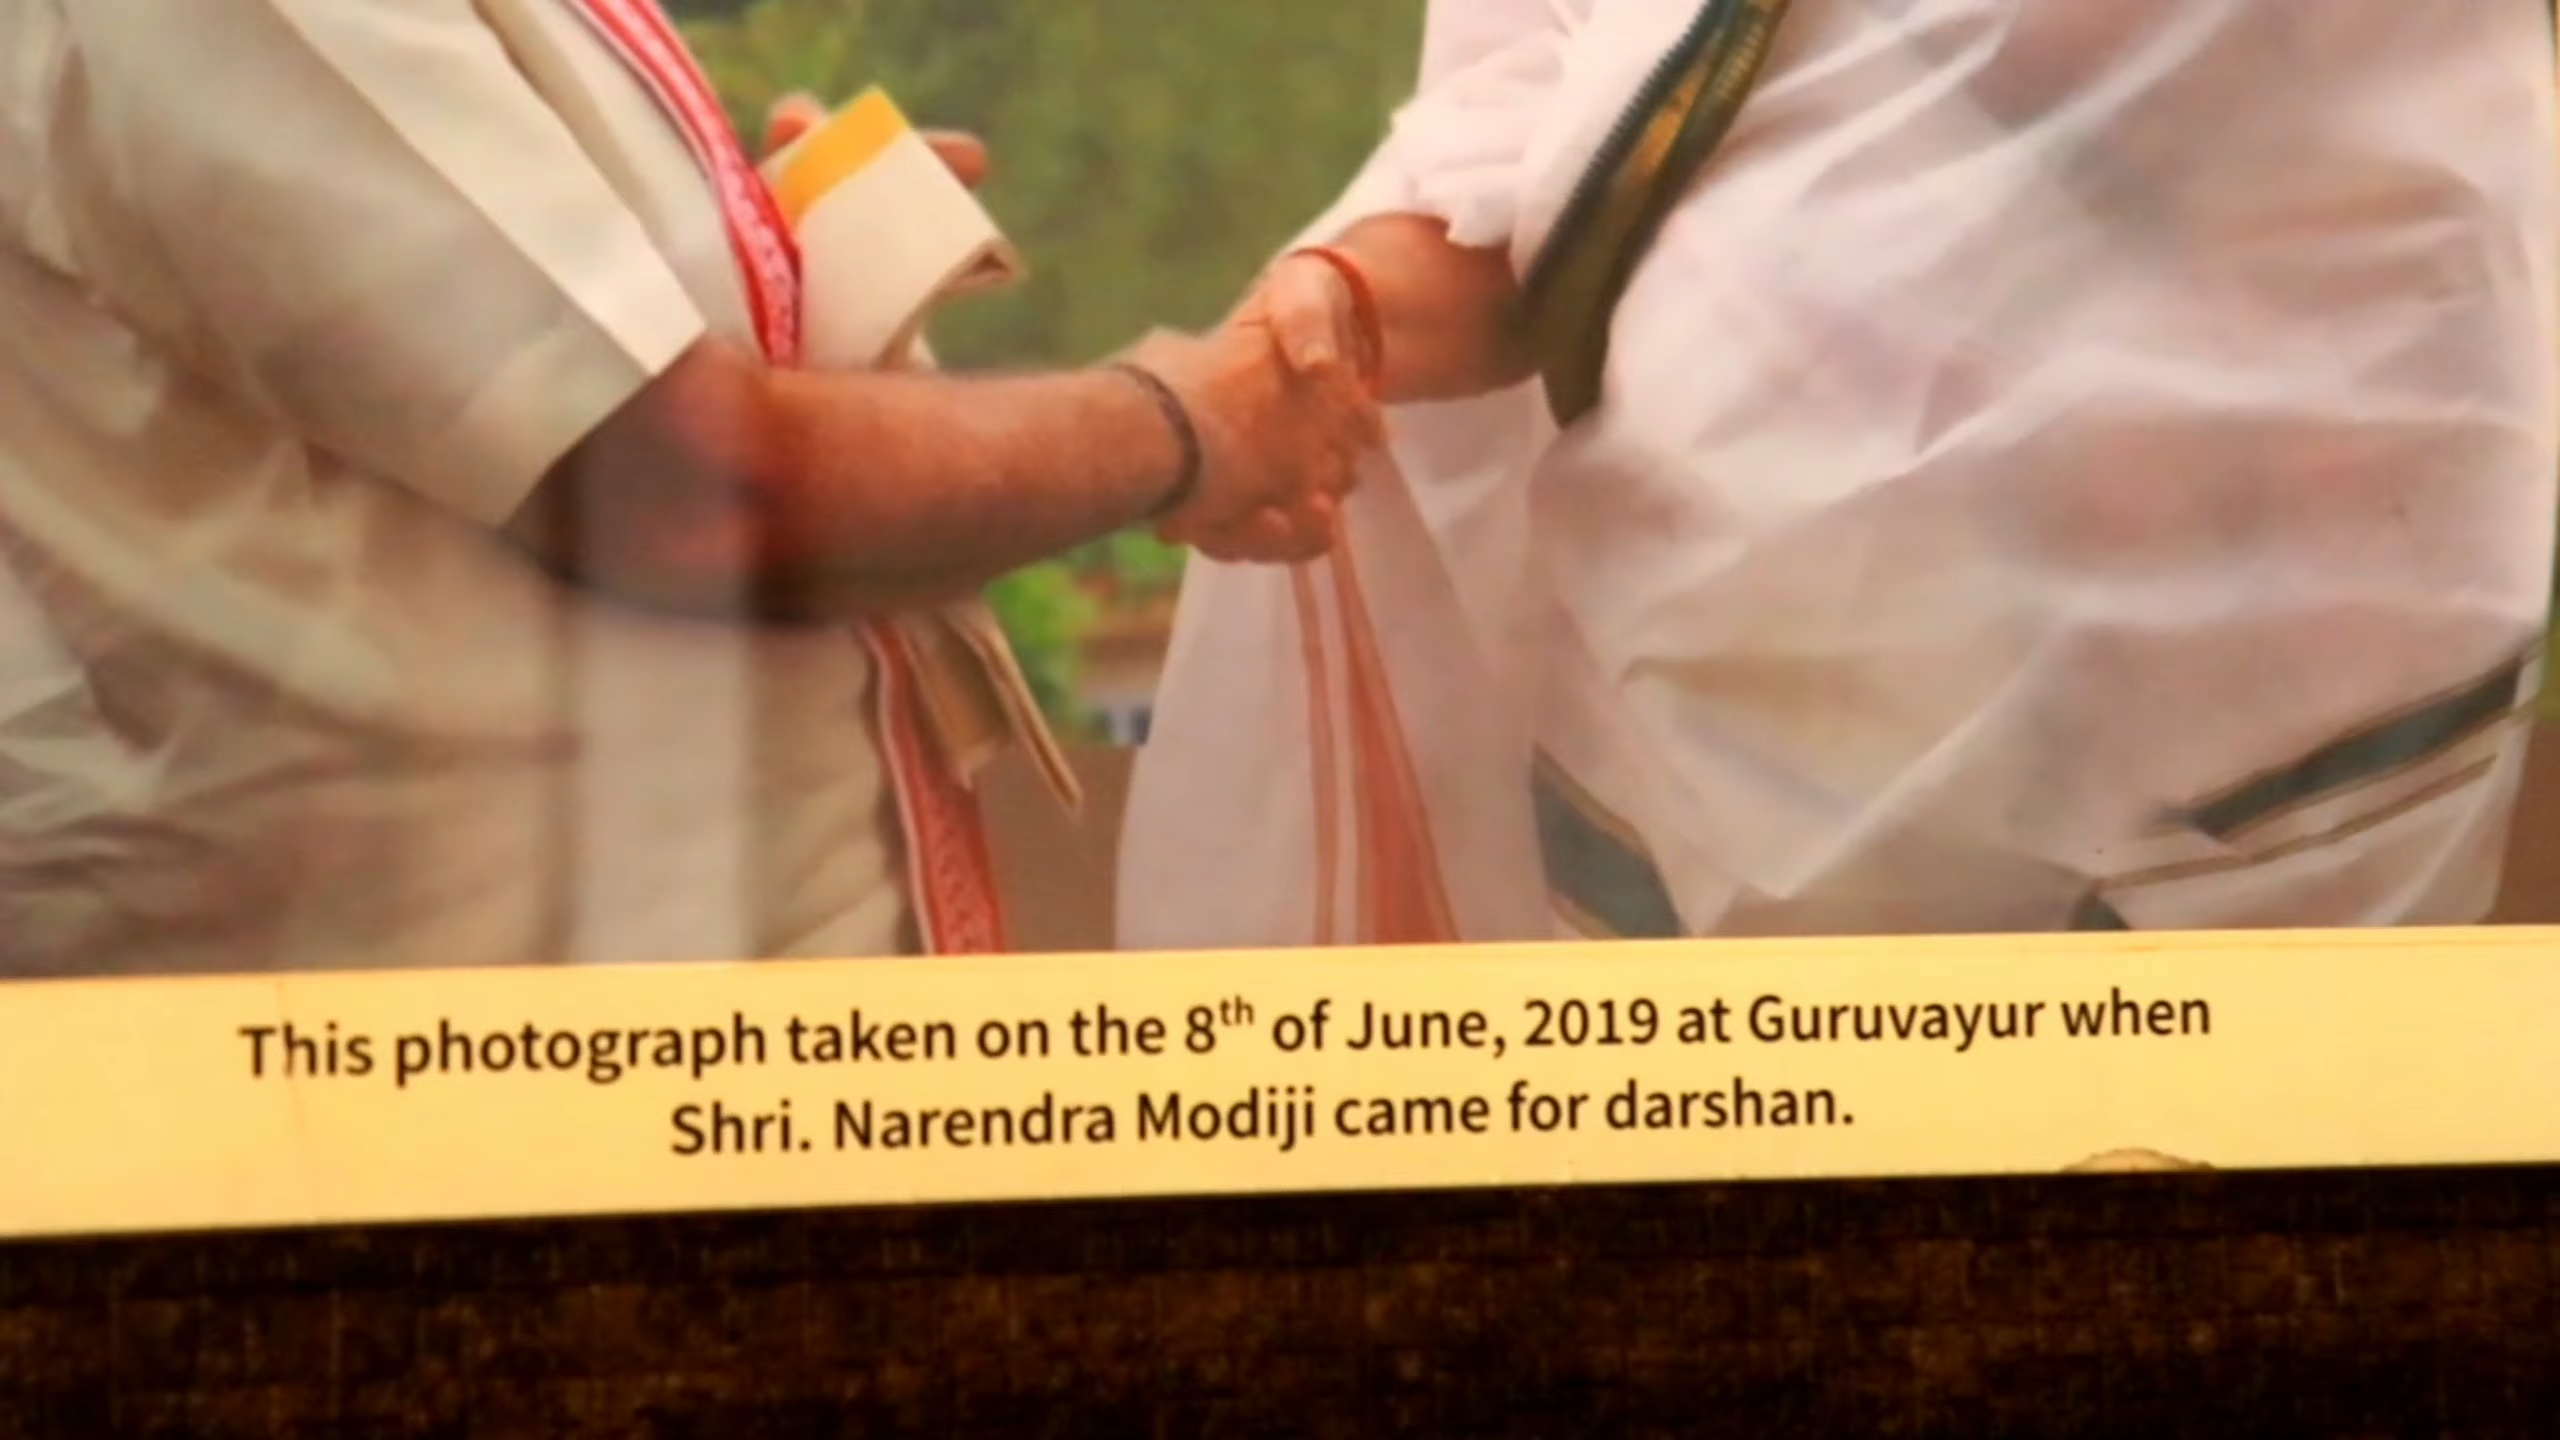 This photograph taken on the 8th of June, 2019 at Guruvayur when
Shri. Narendra Modiji came for darshan.